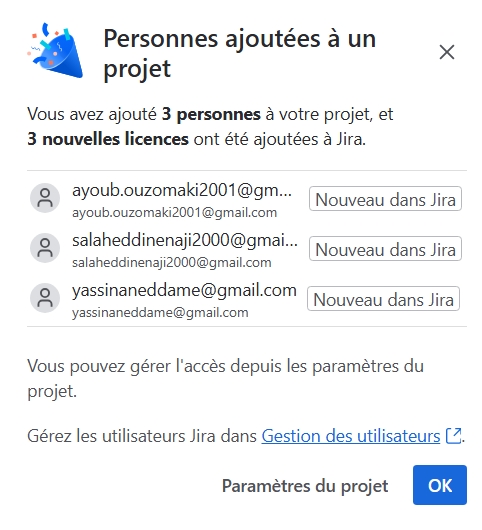 Personnes ajoutées à un
projet
Vous avez ajouté 3 personnes à votre projet, et
3 nouvelles licences ont été ajoutées à Jira.
ayoub.ouzomaki2001@gm...
Nouveau dans Jira
ayoub.ouzomaki2001@gmail.com
salaheddinenaji2000@gmai...
Nouveau dans Jira
salaheddinenaji2000@gmail.com
yassinaneddame@gmail.com
Nouveau dans Jira
yassinaneddame@gmail.com
Vous pouvez gérer l'accès depuis les paramètres du
projet.
Gérez les utilisateurs Jira dans Gestion des utilisateurs.
Paramètres du projet
OK